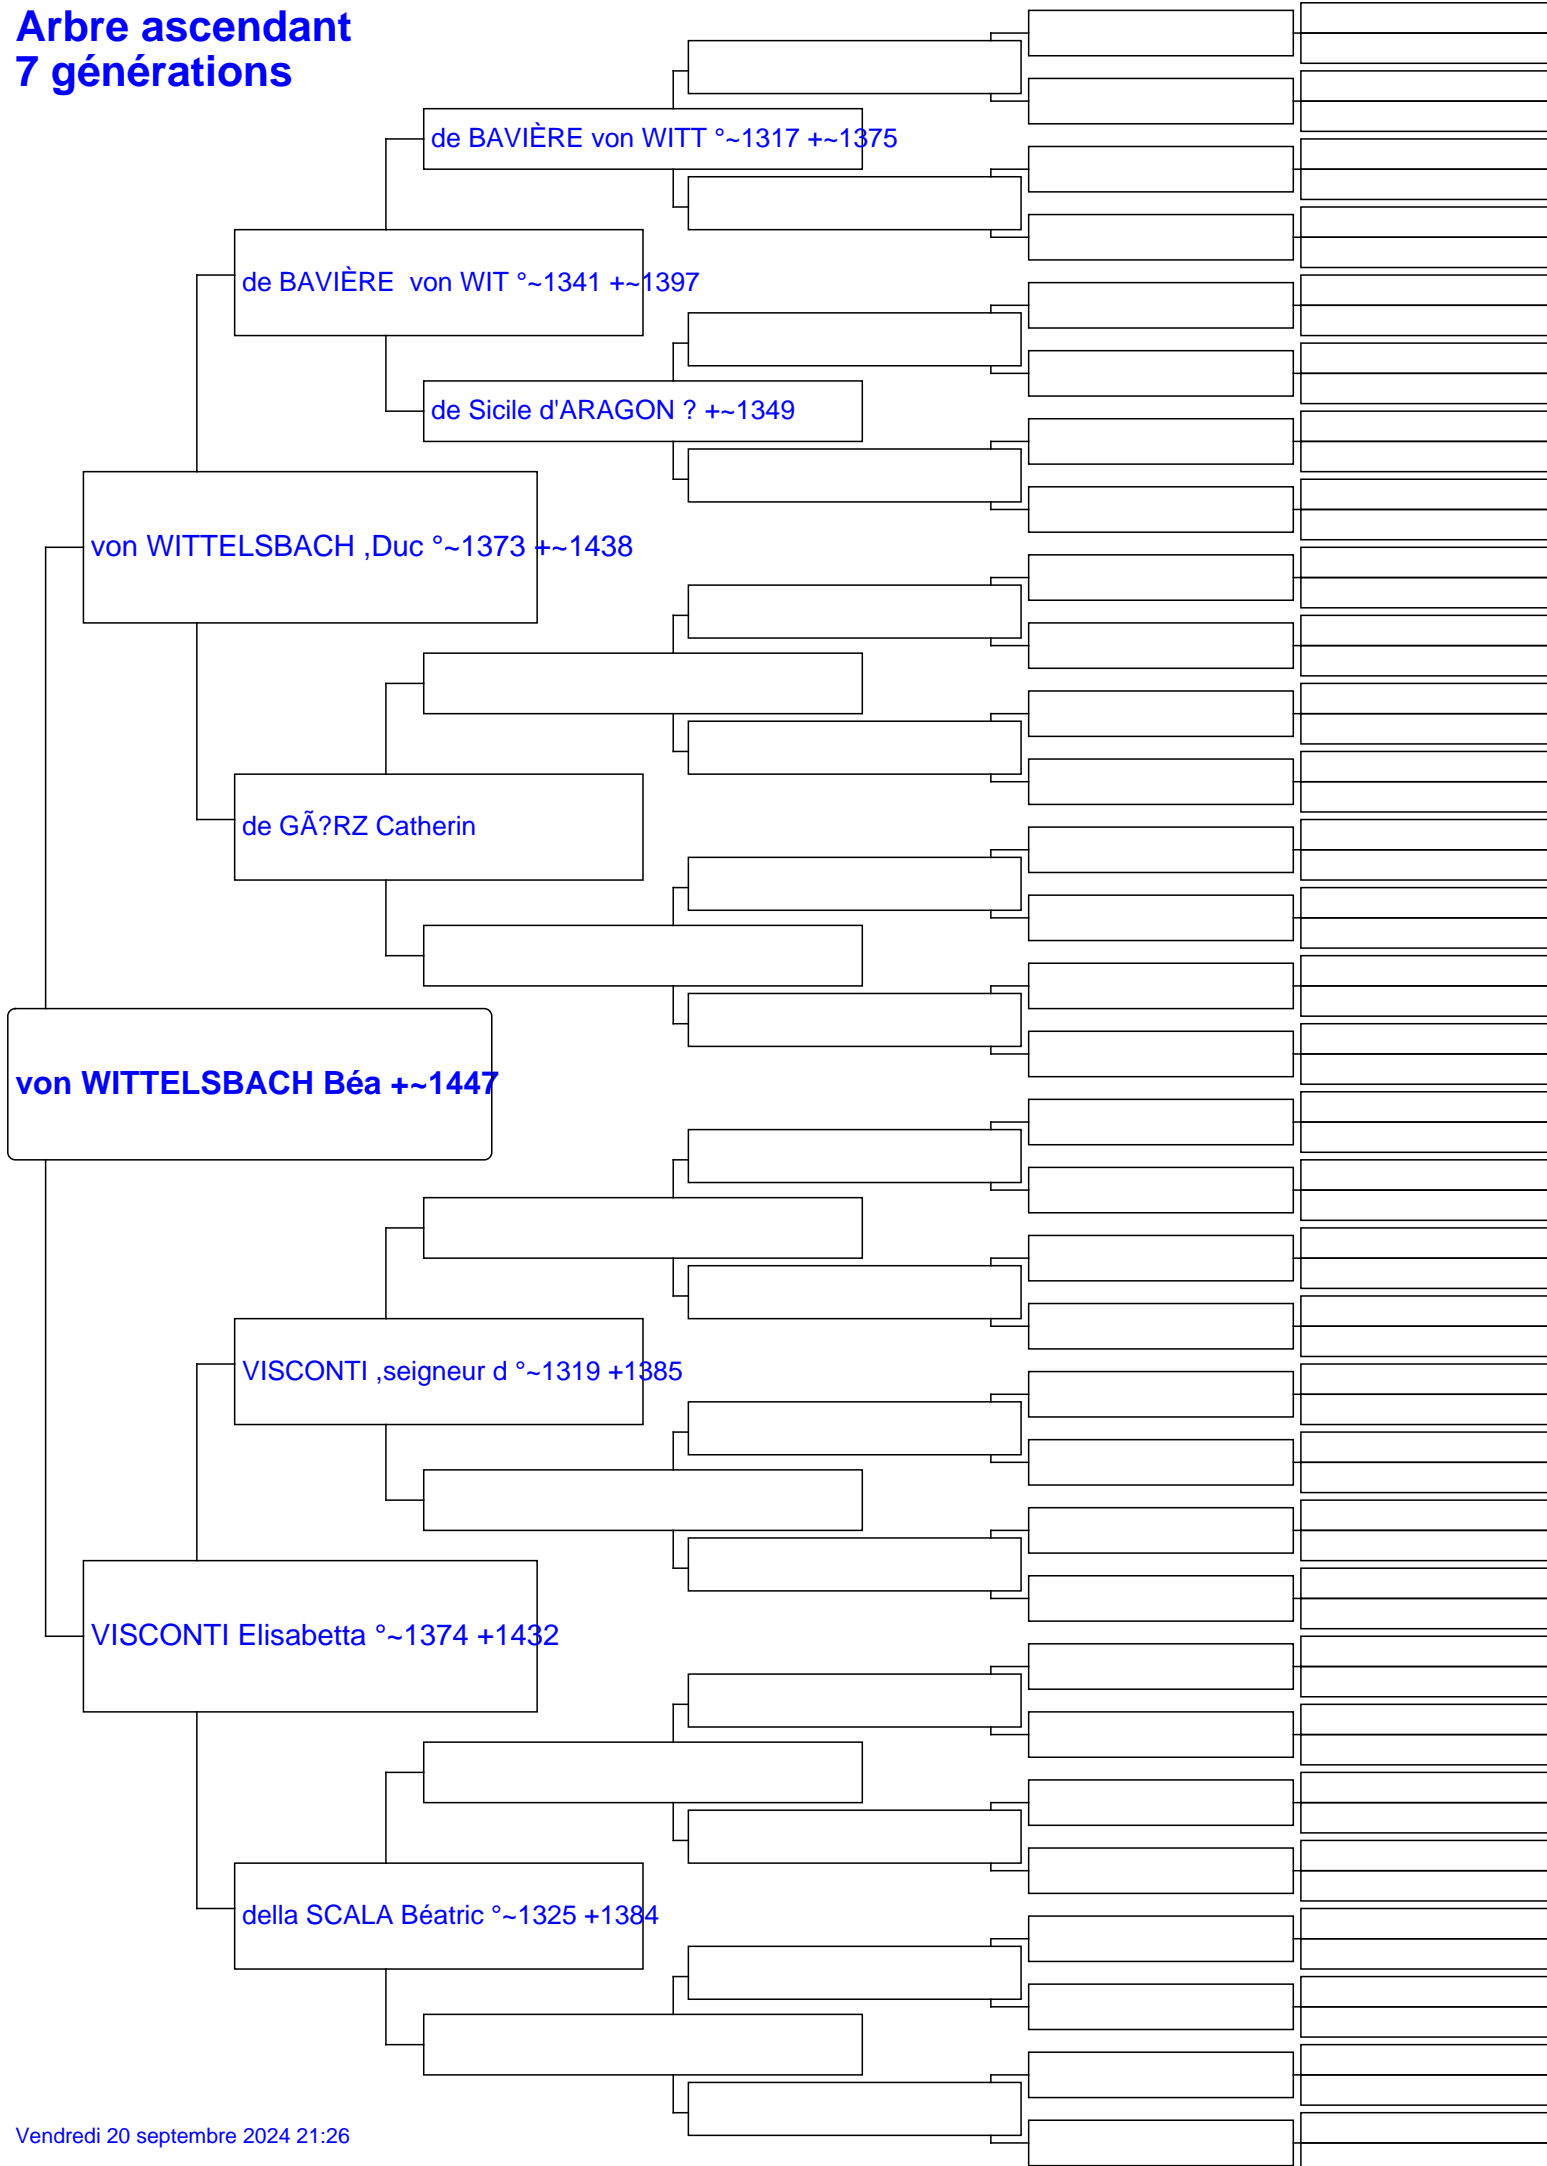 Arbre ascendant
7 générations
de BAVIÈRE von WITT °~1317 +~1375
de BAVIÈRE  von WIT °~1341 +~1397
de Sicile d'ARAGON ? +~1349
von WITTELSBACH ,Duc °~1373 +~1438
de GÃ?RZ Catherin
von WITTELSBACH Béa +~1447
VISCONTI ,seigneur d °~1319 +1385
VISCONTI Elisabetta °~1374 +1432
della SCALA Béatric °~1325 +1384
Vendredi 20 septembre 2024 21:26